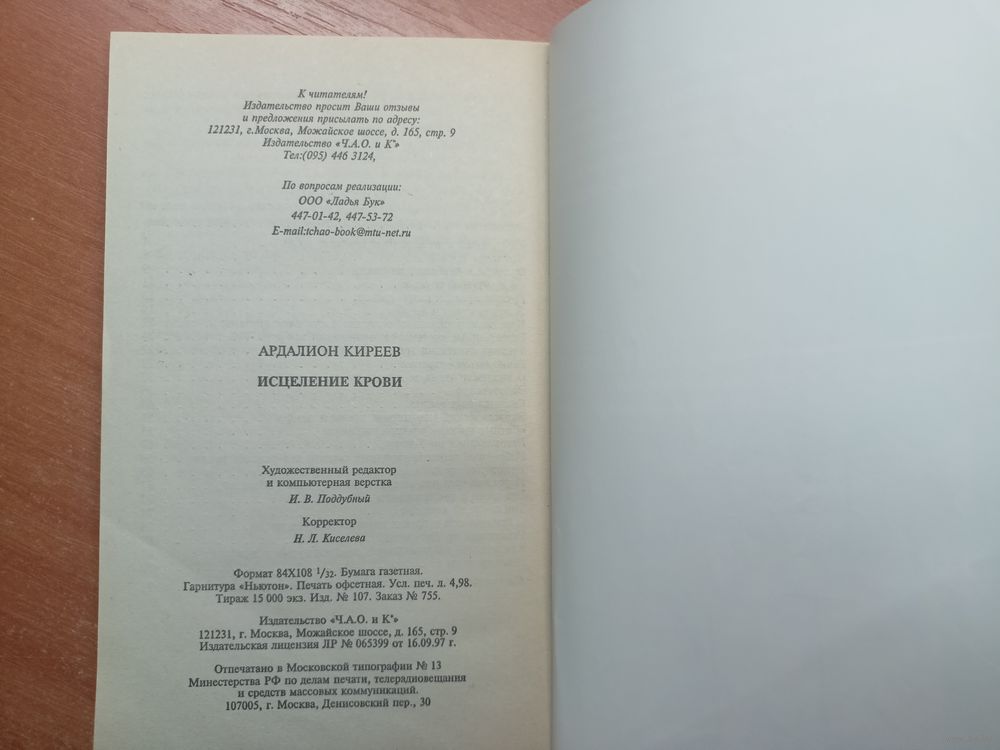 К читателям!
Издательство просит Ваши отзывы
и предложения присылать по адресу:
121231, г.Москва, Можайское шоссе, д. 165, стр. 9
Издательство «Ч.А.О. и К°»
Тел:(095) 446 3124,
По вопросам реализации:
ООО «Ладья Бук»
447-01-42, 447-53-72
E-mail:tchao-book@mtu-net.ru
АРДАЛИОН КИРЕЕВ
ИСЦЕЛЕНИЕ КРОВИ
Художественный редактор
и компьютерная верстка
И. В. Поддубный
Корректор
Н. Л. Киселева
Формат 84X108 1/32. Бумага газетная.
Гарнитура «Ньютон». Печать офсетная. Усл. печ. л. 4,98.
Тираж 15 000 экз. Изд. № 107. Заказ № 755.
Издательство «Ч.А.О. и К°»
121231, г. Москва, Можайское шоссе, д. 165, стр. 9
Издательская лицензия ЛР № 065399 от 16.09.97 г.
Отпечатано в Московской типографии № 13
Министерства РФ по делам печати, телерадиовещания
и средств массовых коммуникаций.
107005, г. Москва, Денисовский пер., 30